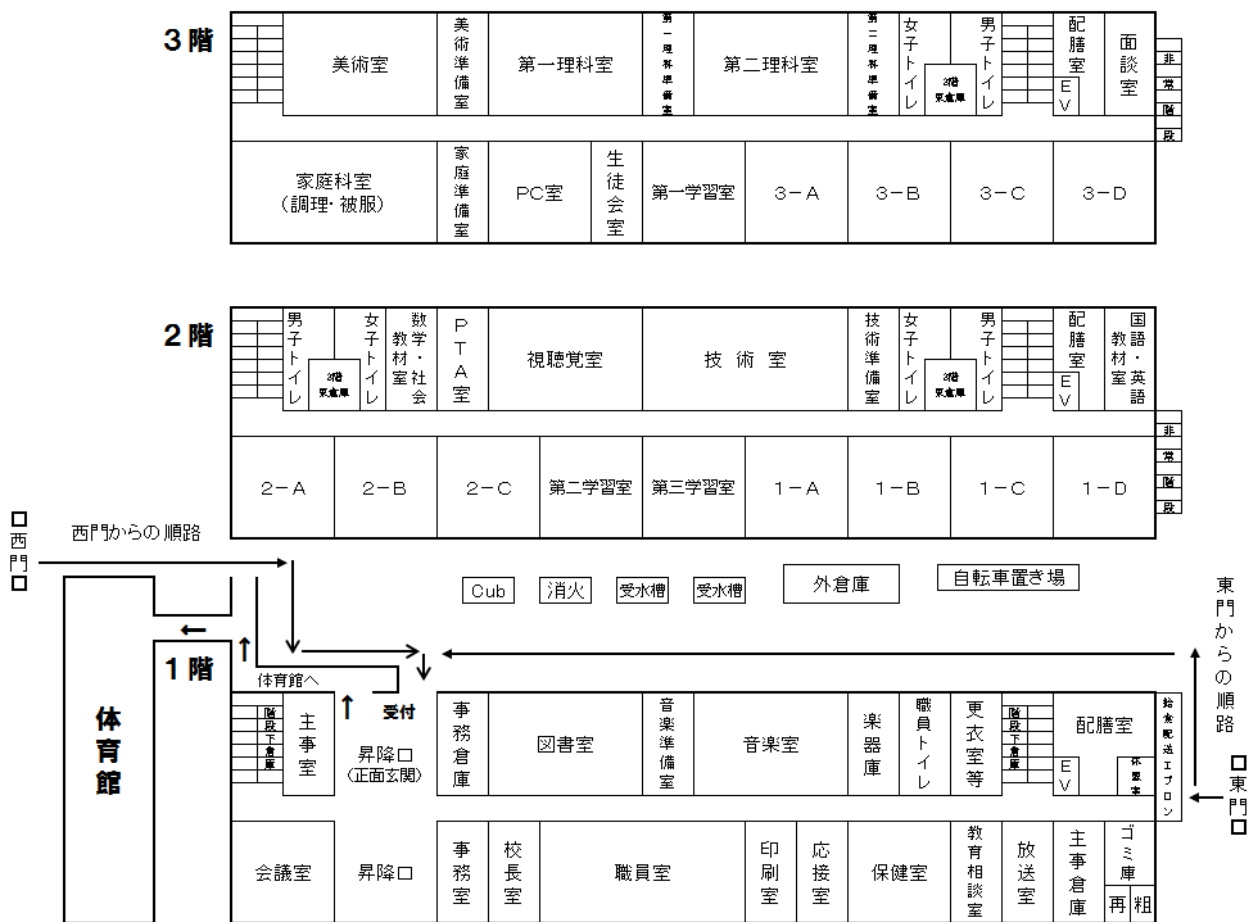 3階
美術室
美術準備室
第一理科室
第一理科準備室
第二理科室
第二理科準備室
女子トイレ
3階
東倉庫
男子トイレ
配膳室
EV
面談室
非常階段
家庭科室
(調理・被服)
家庭準備室
PC室
生徒会室
第一学習室
3-A
3-B
3-C
3-D
2階
男子トイレ
女子トイレ
数学・社会
教材室
PTA室
視聴覚室
技術室
技術準備室
女子トイレ
2階
東倉庫
男子トイレ
配膳室
EV
国語・英語
教材室
非常階段
2-A
2-B
2-C
第二学習室
第三学習室
1-A
1-B
1-C
1-D
西門
西門からの順路
Cub
消火
受水槽
受水槽
外倉庫
自転車置き場
東門からの順路
1階
体育館へ
受付
体育館
階段下倉庫
主事室
昇降口
(正面玄関)
事務倉庫
図書室
音楽準備室
音楽室
楽器庫
職員トイレ
更衣室等
階段下倉庫
配膳室
EV
休憩室
給食配送エプロン
東門
会議室
昇降口
事務室
校長室
職員室
印刷室
応接室
保健室
教育相談室
放送室
主事倉庫
ゴミ庫
再
粗